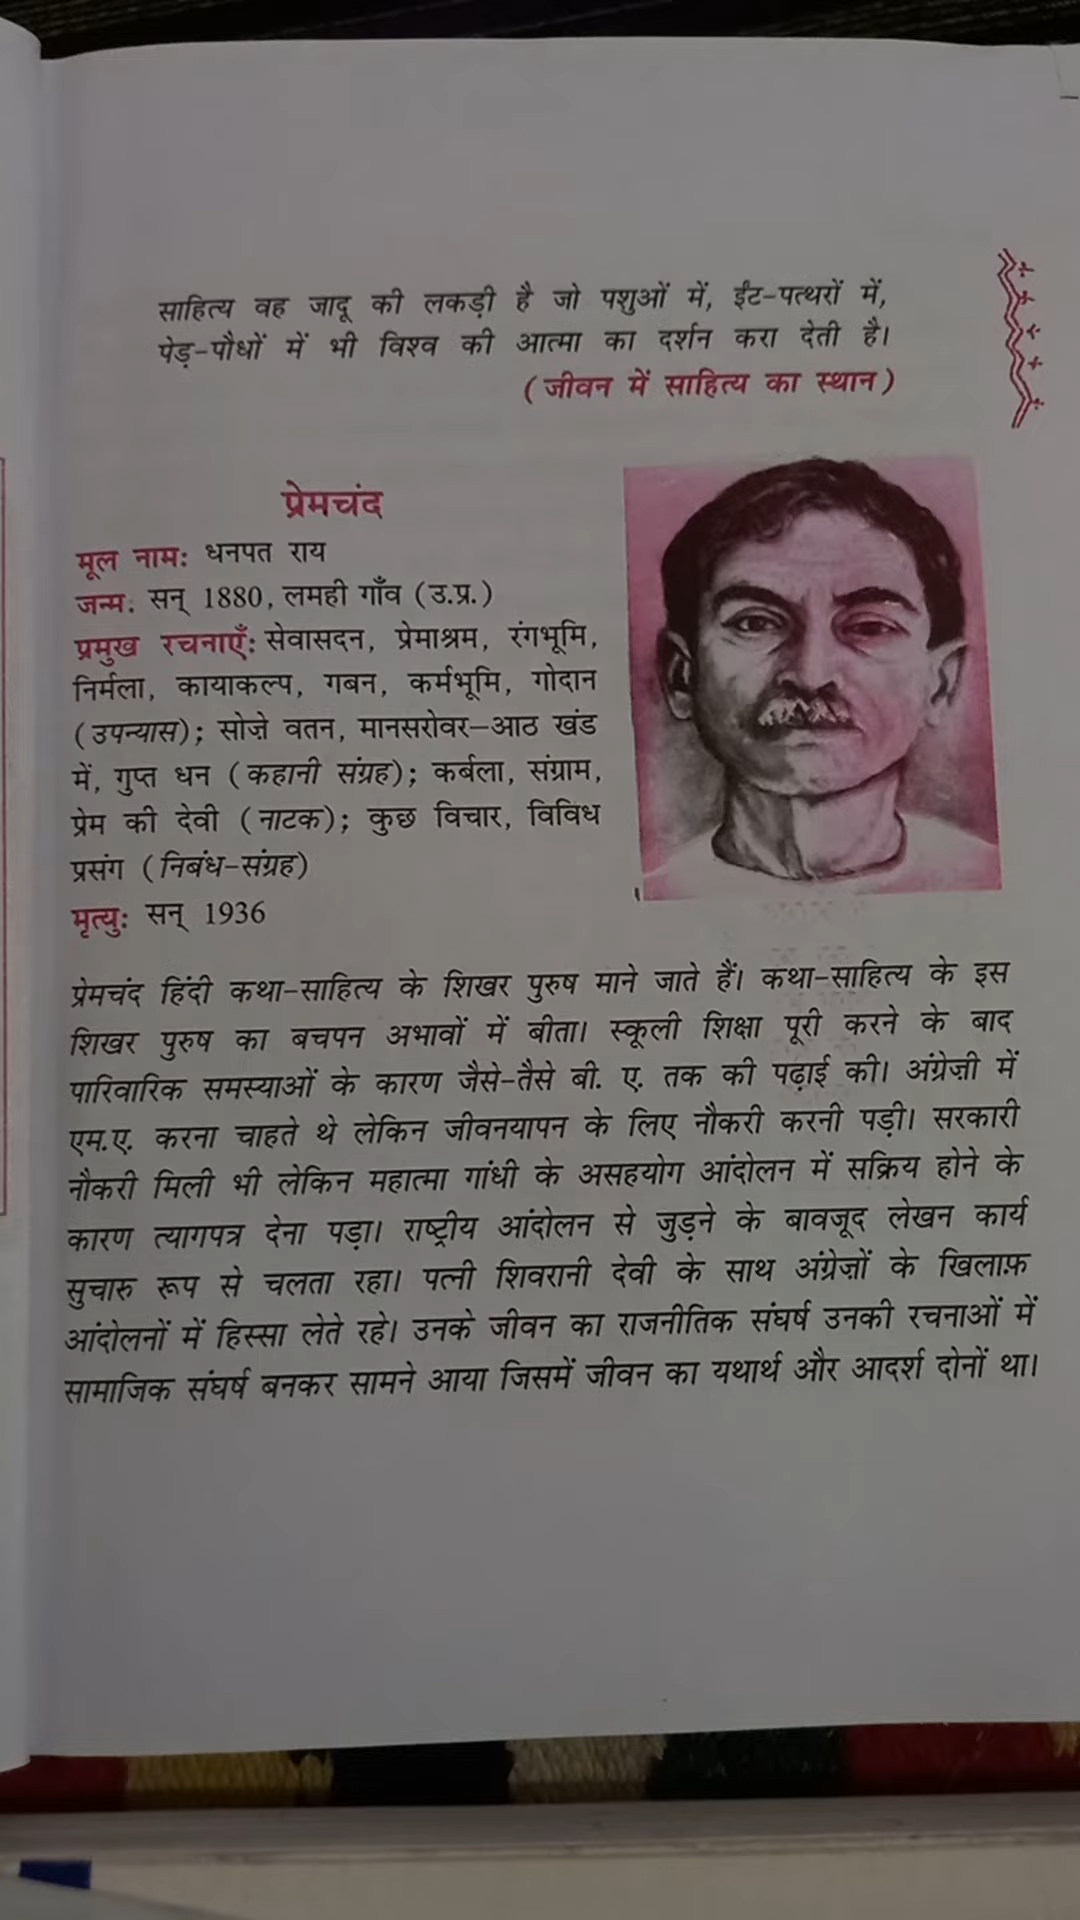 साहित्य वह जादू की लकड़ी है जो पशुओं में, ईंट-पत्थरों में,
पेड़-पौधों में भी विश्व की आत्मा का दर्शन करा देती है।
(जीवन में साहित्य का स्थान)
प्रेमचंद
मूल नाम: धनपत राय
जन्म: सन् 1880, लमही गाँव (उ.प्र.)
प्रमुख रचनाएँ: सेवासदन, प्रेमाश्रम, रंगभूमि,
निर्मला, कायाकल्प, गबन, कर्मभूमि, गोदान
(उपन्यास); सोज़े वतन, मानसरोवर—आठ खंड
में, गुप्त धन (कहानी संग्रह); कर्बला, संग्राम,
प्रेम की देवी (नाटक); कुछ विचार, विविध
प्रसंग (निबंध-संग्रह)
मृत्यु: सन् 1936
प्रेमचंद हिंदी कथा-साहित्य के शिखर पुरुष माने जाते हैं। कथा-साहित्य के इस
शिखर पुरुष का बचपन अभावों में बीता। स्कूली शिक्षा पूरी करने के बाद
पारिवारिक समस्याओं के कारण जैसे-तैसे बी. ए. तक की पढ़ाई की। अंग्रेज़ी में
एम.ए. करना चाहते थे लेकिन जीवनयापन के लिए नौकरी करनी पड़ी। सरकारी
नौकरी मिली भी लेकिन महात्मा गांधी के असहयोग आंदोलन में सक्रिय होने के
कारण त्यागपत्र देना पड़ा। राष्ट्रीय आंदोलन से जुड़ने के बावजूद लेखन कार्य
सुचारु रूप से चलता रहा। पत्नी शिवरानी देवी के साथ अंग्रेज़ों के खिलाफ़
आंदोलनों में हिस्सा लेते रहे। उनके जीवन का राजनीतिक संघर्ष उनकी रचनाओं में
सामाजिक संघर्ष बनकर सामने आया जिसमें जीवन का यथार्थ और आदर्श दोनों था।